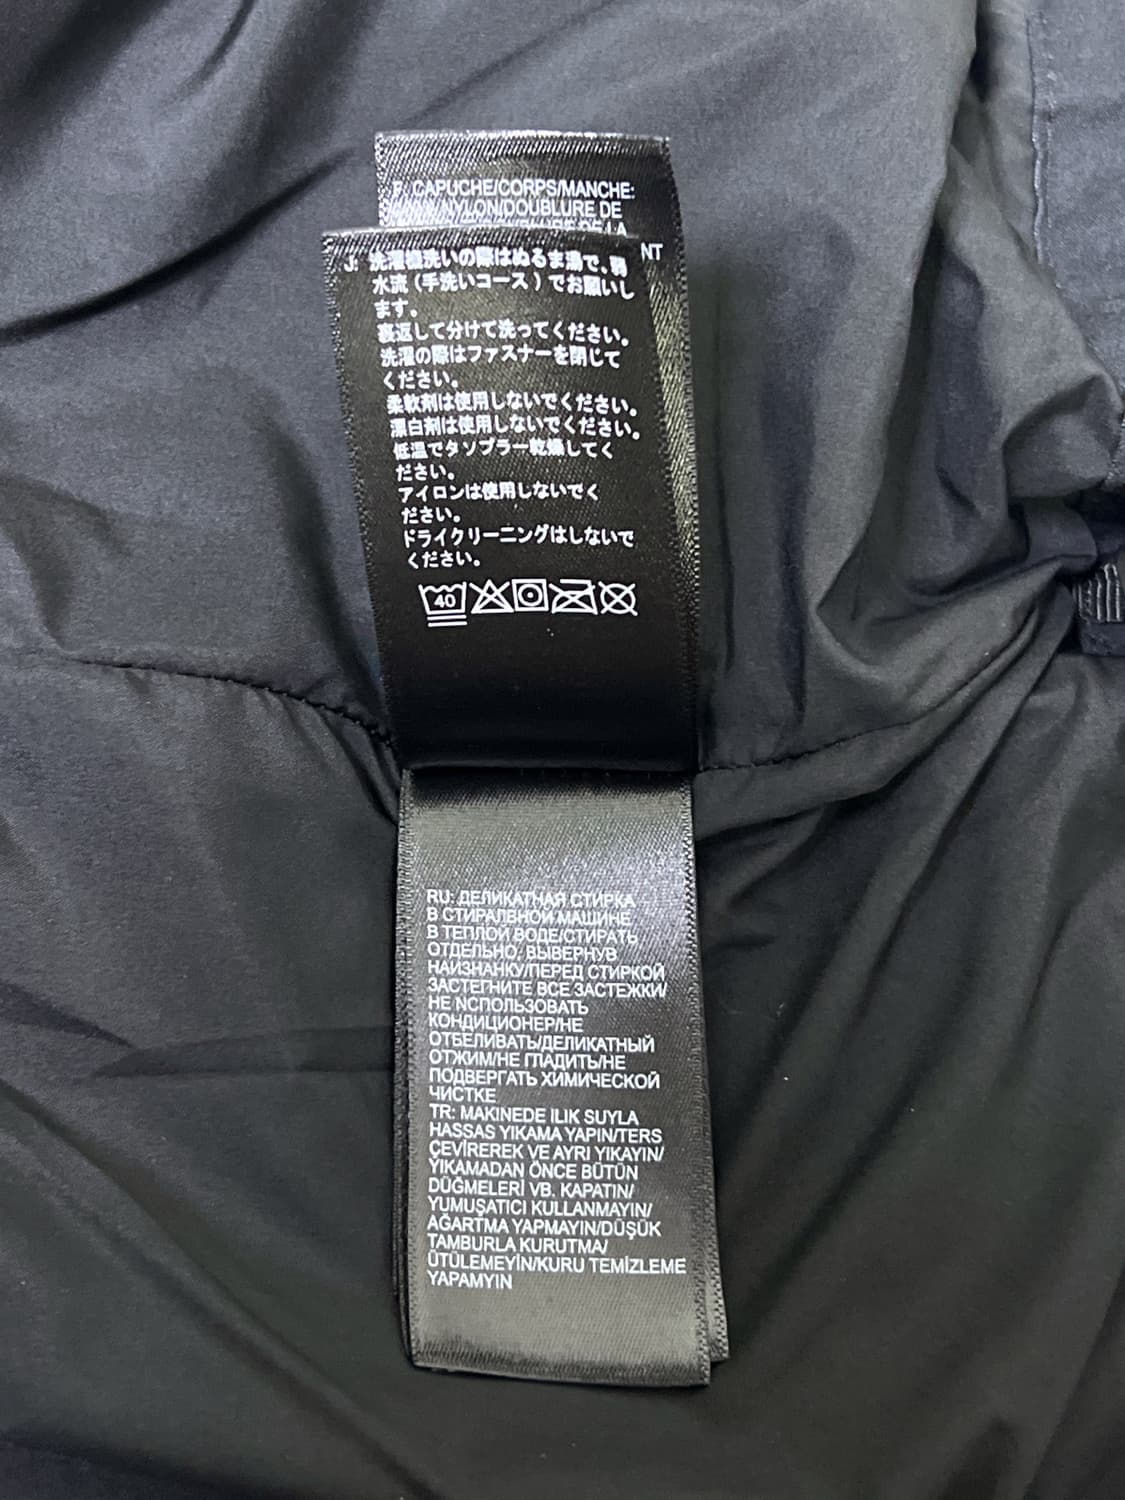 F. CAPUCHE/CORPS/MANCHE:
NYLON/DOUBLURE DE
NT
J: 洗濯機洗いの際はぬるま湯で、弱
水流(手洗いコース)でお願いし
ます。
裏返して分けて洗ってください。
洗濯の際はファスナーを閉じて
ください。
柔軟剤は使用しないでください。
漂白剤は使用しないでください。
低温でタンブラー乾燥してく
ださい。
アイロンは使用しないでく
ださい。
ドライクリーニングはしないで
ください。
40
RU: ДЕЛИКАТНАЯ СТИРКА
В СТИРАЛВНОЙ МАШИНЕ
В ТЕПЛОЙ ВОДЕ/СТИРАТЬ
ОТДЕЛЬНО, ВЫВЕРНУВ
НАИЗНАНКУ/ПЕРЕД СТИРКОЙ
ЗАСТЕГНИТЕ ВСЕ ЗАСТЕЖКИ/
НЕ NСПОЛЬЗОВАТЬ
КОНДИЦИОНЕР/НЕ
ОТБЕЛИВАТЬ/ДЕЛИКАТНЫЙ
ОТЖИМ/НЕ ГЛАДИТЬ/НЕ
ПОДВЕРГАТЬ ХИМИЧЕСКОЙ
ЧИСТКЕ
TR: MAKINEDE ILIK SUYLA
HASSAS YIKAMA YAPIN/TERS
ÇEVİREREK VE AYRI YIKAYIN/
YIKAMADAN ÖNCE BÜTÜN
DÜĞMELERİ VB. KAPATIN/
YUMUŞATICI KULLANMAYIN/
AĞARTMA YAPMAYIN/DÜŞÜK
TAMBURLA KURUTMA/
ÜTÜLEMEYİN/KURU TEMİZLEME
YAPAMYIN